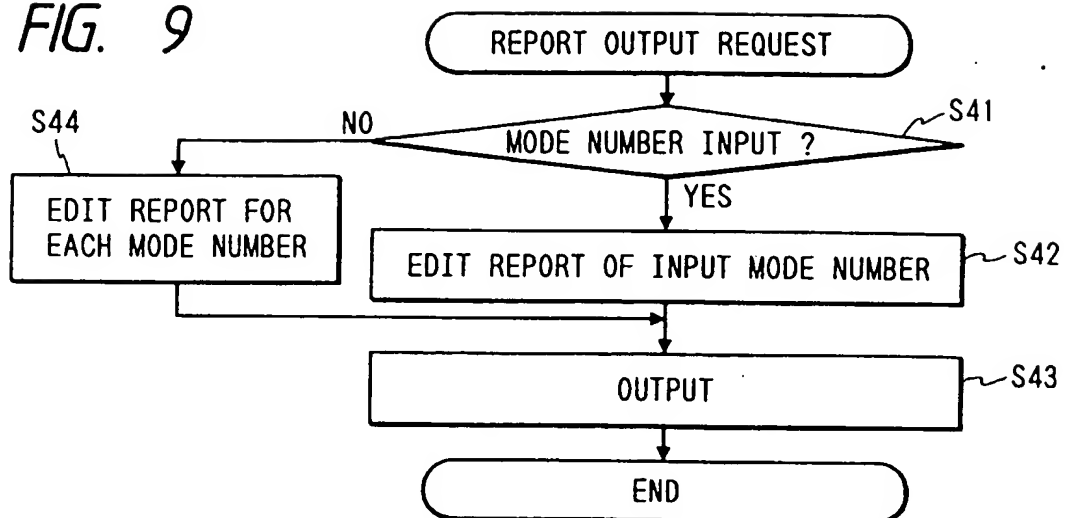 FIG. 9
REPORT OUTPUT REQUEST
S41
MODE NUMBER INPUT ?
NO
YES
S44
EDIT REPORT FOR
EACH MODE NUMBER
EDIT REPORT OF INPUT MODE NUMBER
S42
OUTPUT
S43
END